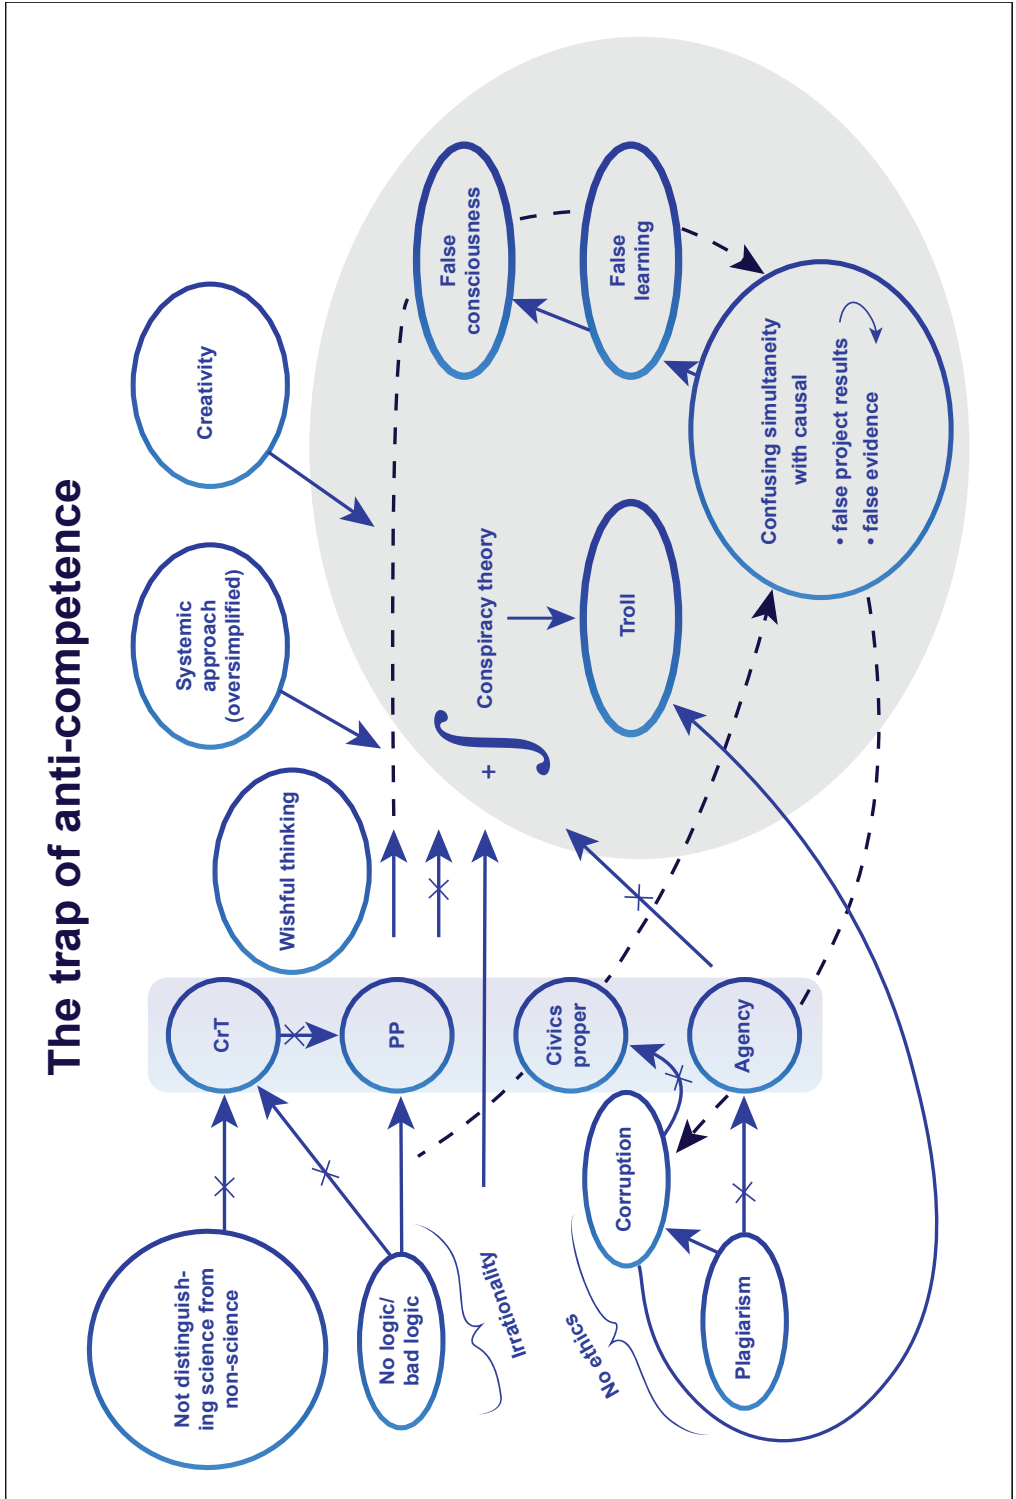 The trap of anti-competence
Not distinguish-
ing science from
non-science
No logic/
bad logic
Irrationality
No ethics
Corruption
Plagiarism
CrT
PP
Civics
proper
Agency
Wishful thinking
Systemic
approach
(oversimplified)
Creativity
+
Conspiracy theory
Troll
False
consciousness
False
learning
Confusing simultaneity
with causal
• false project results
• false evidence